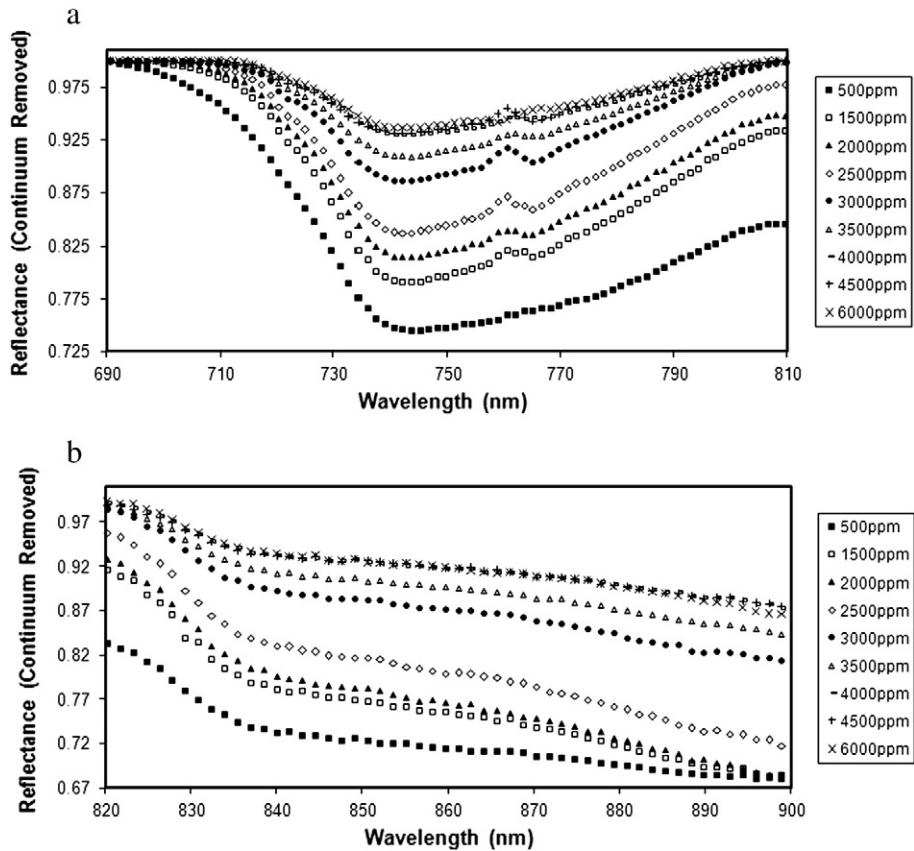 a
Reflectance (Continuum Removed)
0.975
0.925
0.875
0.825
0.775
0.725
690
710
730
750
770
790
810
Wavelength (nm)
500ppm
1500ppm
2000ppm
2500ppm
3000ppm
3500ppm
4000ppm
4500ppm
6000ppm
b
Reflectance (Continuum Removed)
0.97
0.92
0.87
0.82
0.77
0.72
0.67
820
830
840
850
860
870
880
890
900
Wavelength (nm)
500ppm
1500ppm
2000ppm
2500ppm
3000ppm
3500ppm
4000ppm
4500ppm
6000ppm